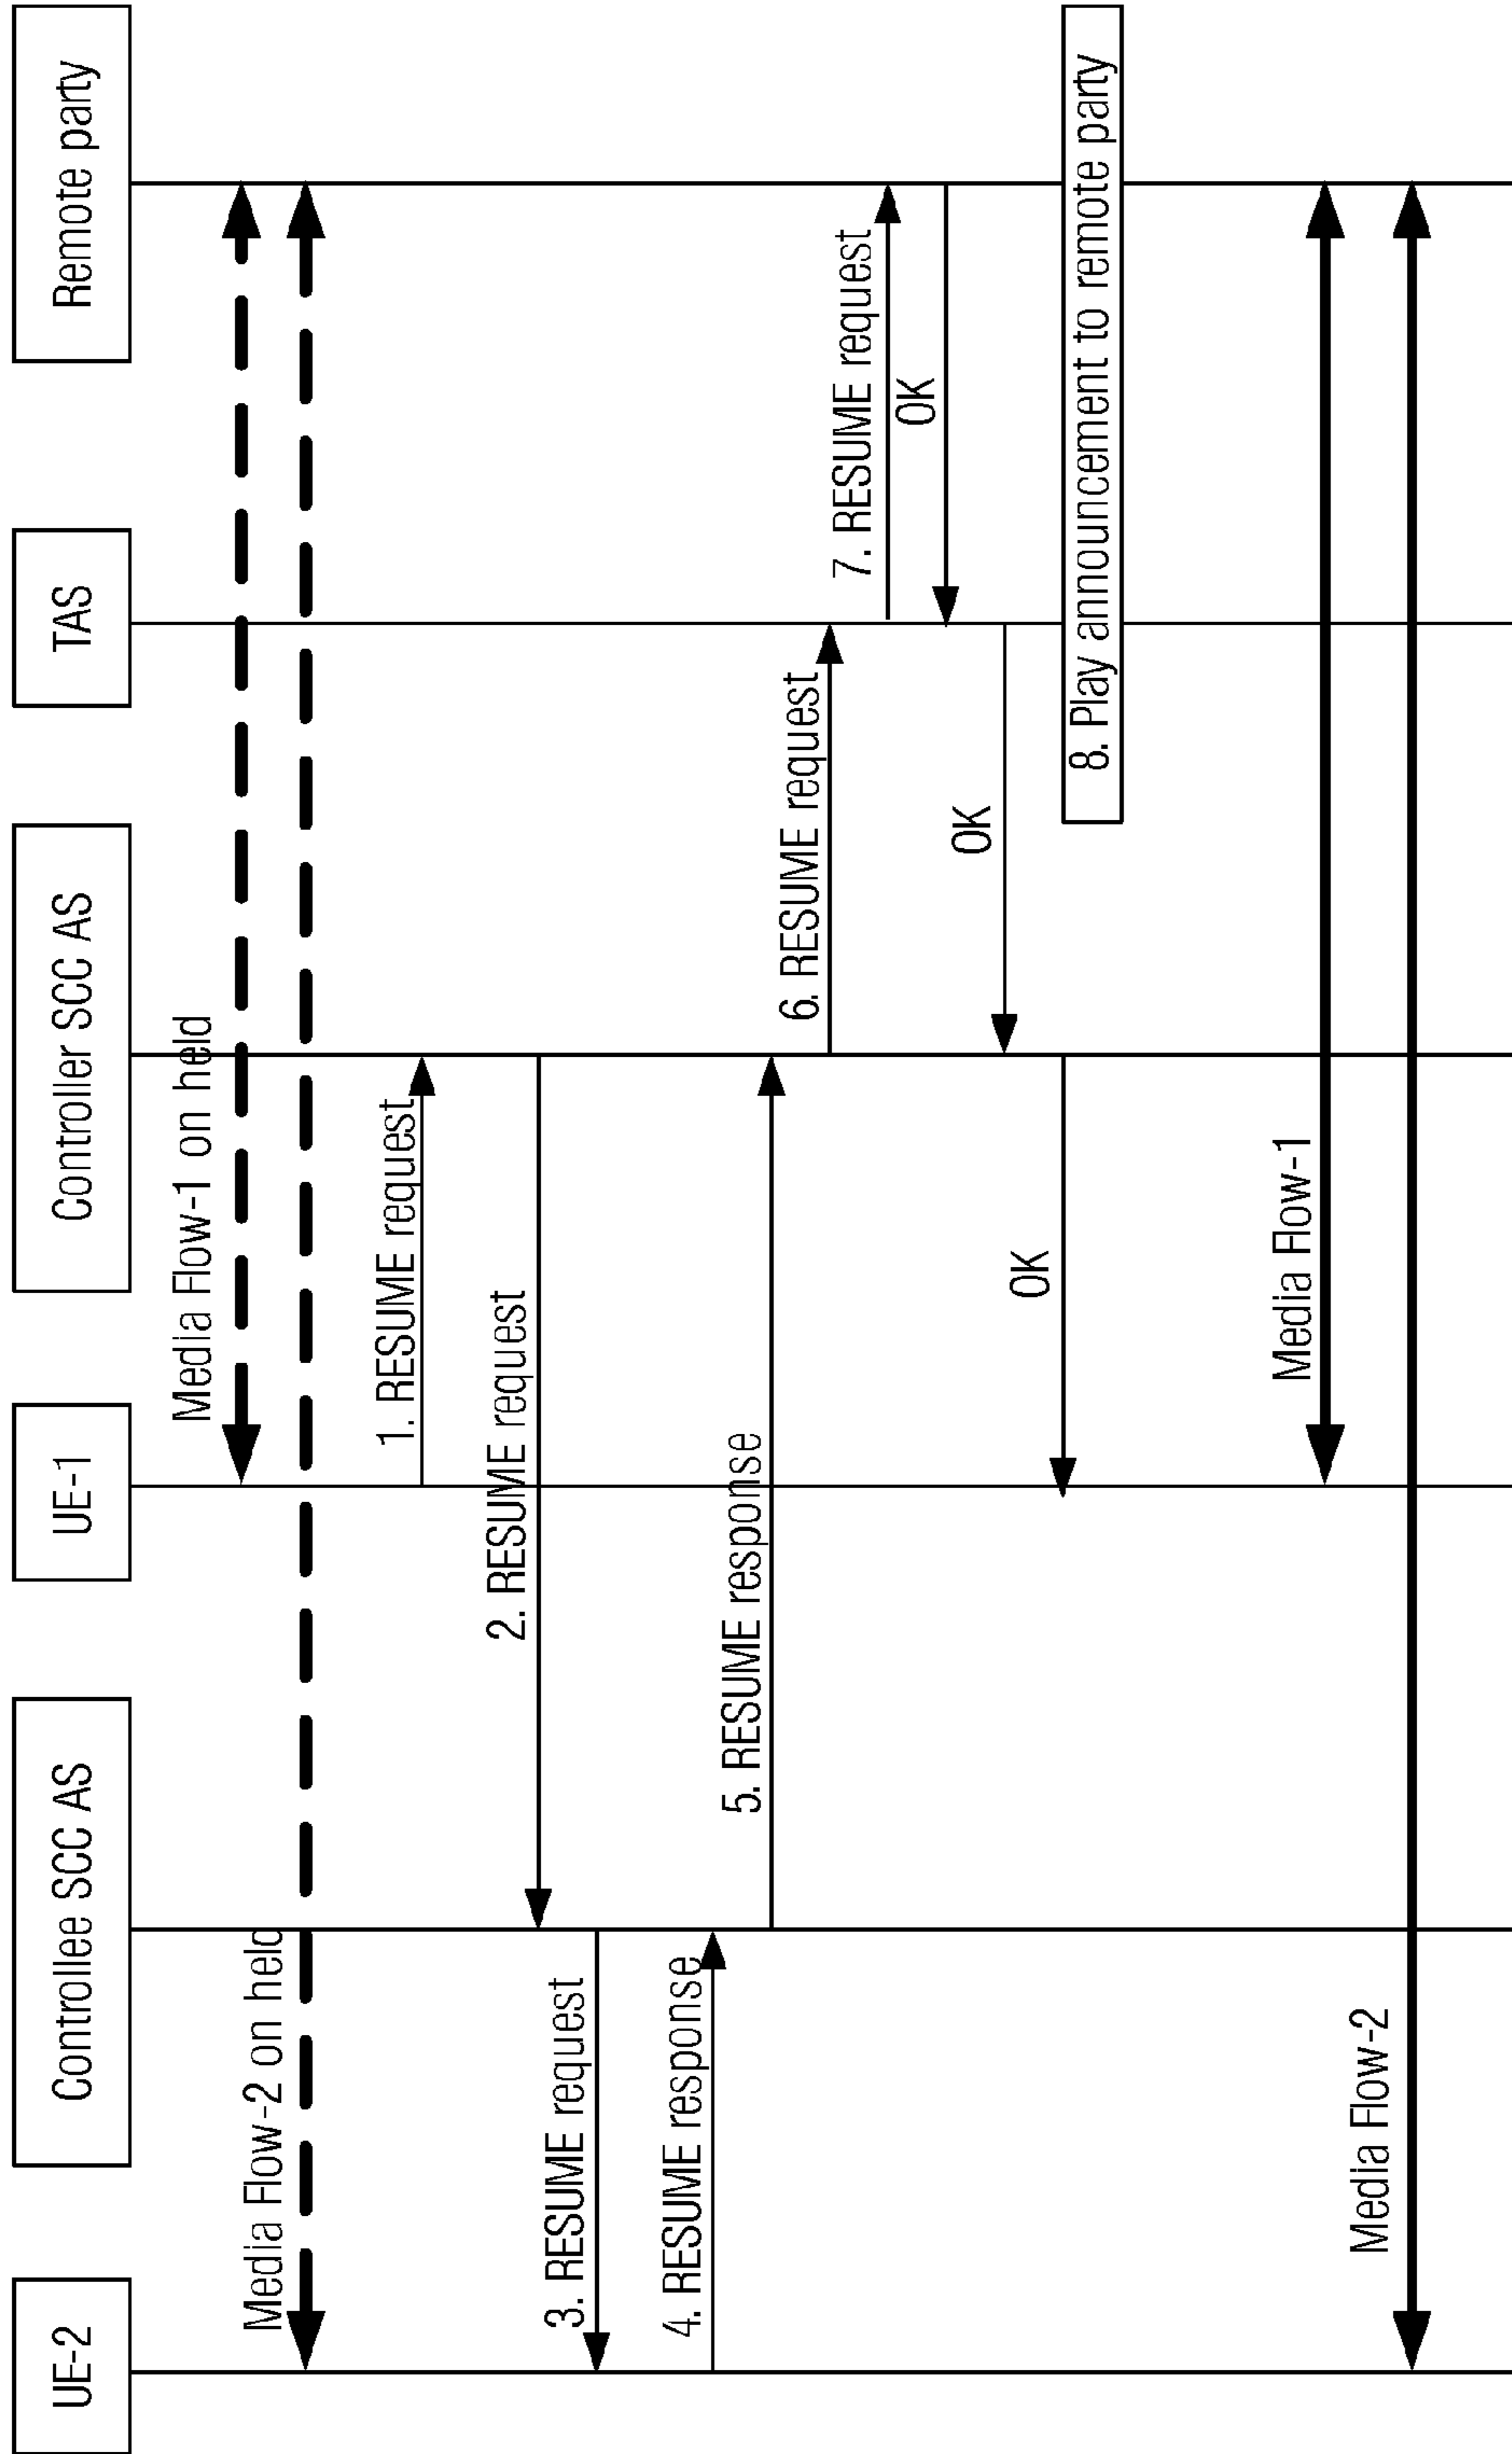 UE-2
Controllee SCC AS
UE-1
Controller SCC AS
TAS
Remote party
Media Flow-1 on held
Media Flow-2 on held
1. RESUME request
2. RESUME request
3. RESUME request
4. RESUME response
5. RESUME response
6. RESUME request
7. RESUME request
OK
OK
OK
8. Play announcement to remote party
Media Flow-1
Media Flow-2